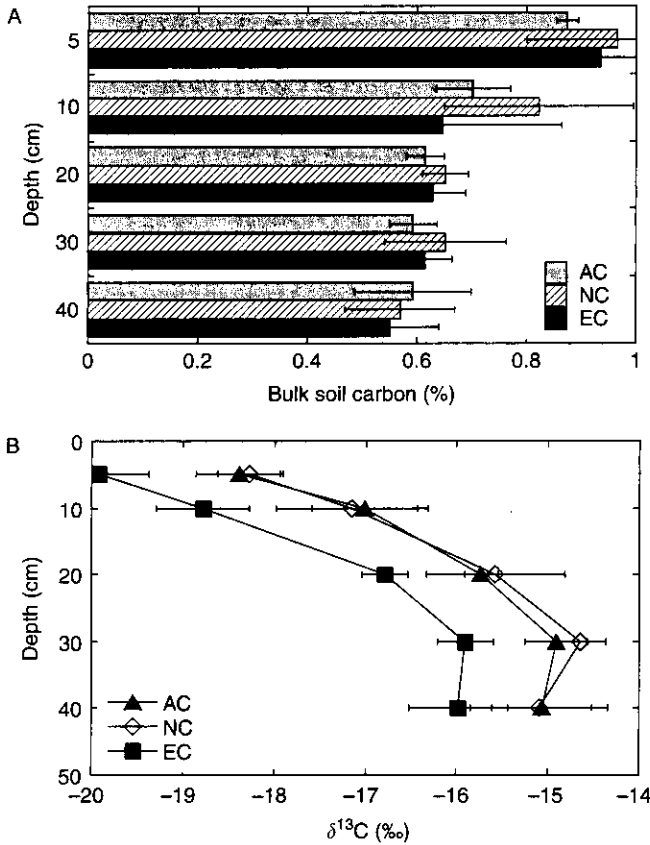 A
5
10
20
30
40
Depth (cm)
AC
NC
EC
0 0.2 0.4 0.6 0.8 1
Bulk soil carbon (%)
B
0
10
20
30
40
50
Depth (cm)
AC
NC
EC
−20 −19 −18 −17 −16 −15 −14
δ¹³C (‰)